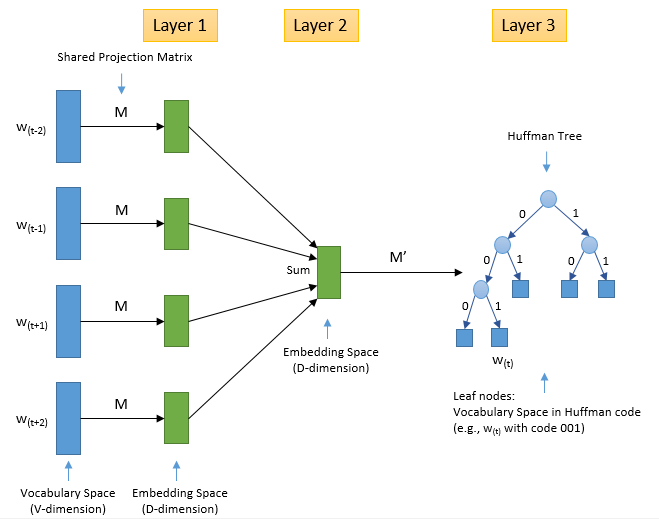 Layer 1
Layer 2
Layer 3
Shared Projection Matrix
M
w(t-2)
M
w(t-1)
M
w(t+1)
M
w(t+2)
Vocabulary Space
(V-dimension)
Embedding Space
(D-dimension)
Sum
M’
Embedding Space
(D-dimension)
Huffman Tree
0
1
0
1
0
1
0
1
w(t)
Leaf nodes:
Vocabulary Space in Huffman code
(e.g., w(t) with code 001)